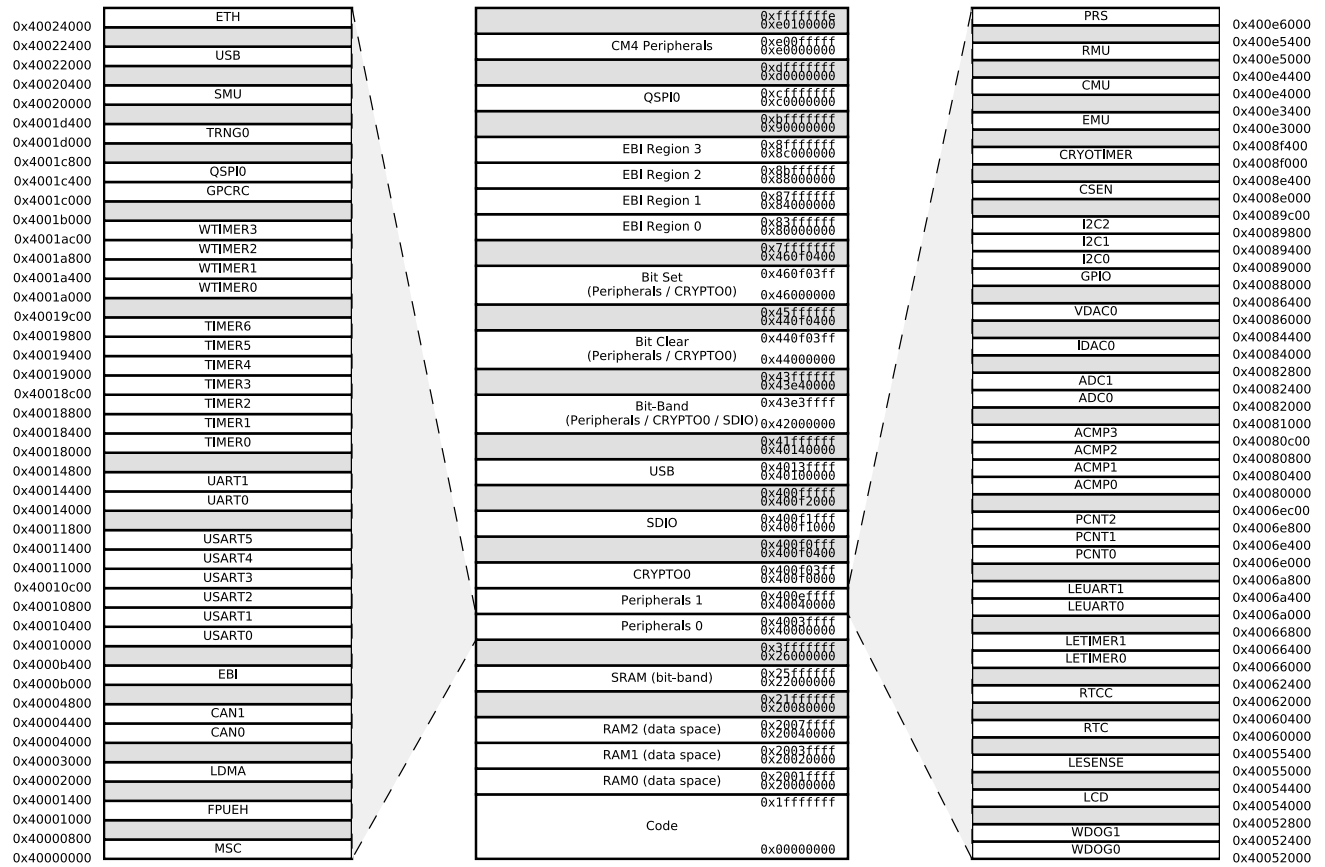 ETH
0x40024000
0x40022400
USB
0x40022000
0x40020400
SMU
0x40020000
0x4001d400
TRNG0
0x4001d000
0x4001c800
QSPI0
0x4001c400
GPCRC
0x4001c000
0x4001b000
WTIMER3
0x4001ac00
WTIMER2
0x4001a800
WTIMER1
0x4001a400
WTIMER0
0x4001a000
0x40019c00
TIMER6
0x40019800
TIMER5
0x40019400
TIMER4
0x40019000
TIMER3
0x40018c00
TIMER2
0x40018800
TIMER1
0x40018400
TIMER0
0x40018000
0x40014800
UART1
0x40014400
UART0
0x40014000
0x40011800
USART5
0x40011400
USART4
0x40011000
USART3
0x40010c00
USART2
0x40010800
USART1
0x40010400
USART0
0x40010000
0x4000b400
EBI
0x4000b000
0x40004800
CAN1
0x40004400
CAN0
0x40004000
0x40003000
LDMA
0x40002000
0x40001400
FPUEH
0x40001000
0x40000800
MSC
0x40000000
0xfffffffe
0xe0100000
CM4 Peripherals
0xe00fffff
0xe0000000
0xdfffffff
0xd0000000
QSPI0
0xcfffffff
0xc0000000
0xbfffffff
0x90000000
EBI Region 3
0x8fffffff
0x8c000000
EBI Region 2
0x8bffffff
0x88000000
EBI Region 1
0x87ffffff
0x84000000
EBI Region 0
0x83ffffff
0x80000000
0x7fffffff
0x460f0400
Bit Set
(Peripherals / CRYPTO0)
0x460f03ff
0x46000000
0x45ffffff
0x440f0400
Bit Clear
(Peripherals / CRYPTO0)
0x440f03ff
0x44000000
0x43ffffff
0x43e40000
Bit-Band
(Peripherals / CRYPTO0 / SDIO)
0x43e3ffff
0x42000000
0x41ffffff
0x40140000
USB
0x4013ffff
0x40100000
0x400fffff
0x400f2000
SDIO
0x400f1fff
0x400f1000
0x400f0fff
0x400f0400
CRYPTO0
0x400f03ff
0x400f0000
Peripherals 1
0x400effff
0x40040000
Peripherals 0
0x4003ffff
0x40000000
0x3fffffff
0x26000000
SRAM (bit-band)
0x25ffffff
0x22000000
0x21ffffff
0x20080000
RAM2 (data space)
0x2007ffff
0x20040000
RAM1 (data space)
0x2003ffff
0x20020000
RAM0 (data space)
0x2001ffff
0x20000000
0x1fffffff
Code
0x00000000
PRS
0x400e6000
0x400e5400
RMU
0x400e5000
0x400e4400
CMU
0x400e4000
0x400e3400
EMU
0x400e3000
0x4008f400
CRYOTIMER
0x4008f000
0x4008e400
CSEN
0x4008e000
0x40089c00
I2C2
0x40089800
I2C1
0x40089400
I2C0
0x40089000
GPIO
0x40088000
0x40086400
VDAC0
0x40086000
0x40084400
IDAC0
0x40084000
0x40082800
ADC1
0x40082400
ADC0
0x40082000
0x40081000
ACMP3
0x40080c00
ACMP2
0x40080800
ACMP1
0x40080400
ACMP0
0x40080000
0x4006ec00
PCNT2
0x4006e800
PCNT1
0x4006e400
PCNT0
0x4006e000
0x4006a800
LEUART1
0x4006a400
LEUART0
0x4006a000
0x40066800
LETIMER1
0x40066400
LETIMER0
0x40066000
0x40062400
RTCC
0x40062000
0x40060400
RTC
0x40060000
0x40055400
LESENSE
0x40055000
0x40054400
LCD
0x40054000
0x40052800
WDOG1
0x40052400
WDOG0
0x40052000